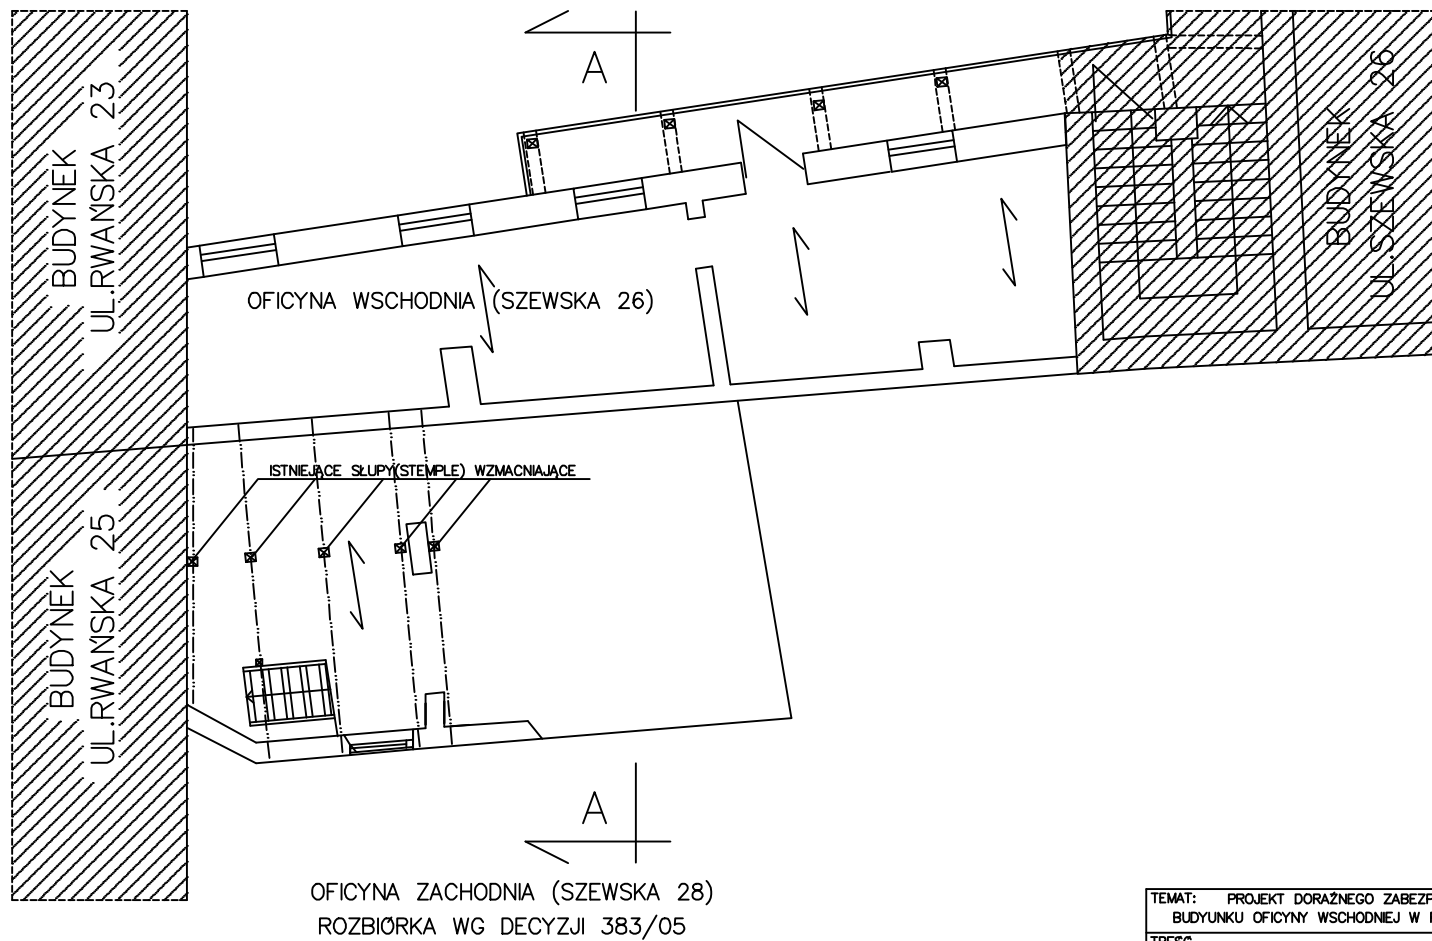 A
BUDYNEK
UL.RWAŃSKA 23
BUDYNEK
UL.SZEWSKA 26
OFICYNA WSCHODNIA (SZEWSKA 26)
ISTNIEJĄCE SŁUPY(STEMPLE) WZMACNIAJĄCE
BUDYNEK
UL.RWAŃSKA 25
A
OFICYNA ZACHODNIA (SZEWSKA 28)
ROZBIÓRKA WG DECYZJI 383/05
TEMAT: PROJEKT DORAŹNEGO ZABEZP
BUDYUNKU OFICYNY WSCHODNIEJ W